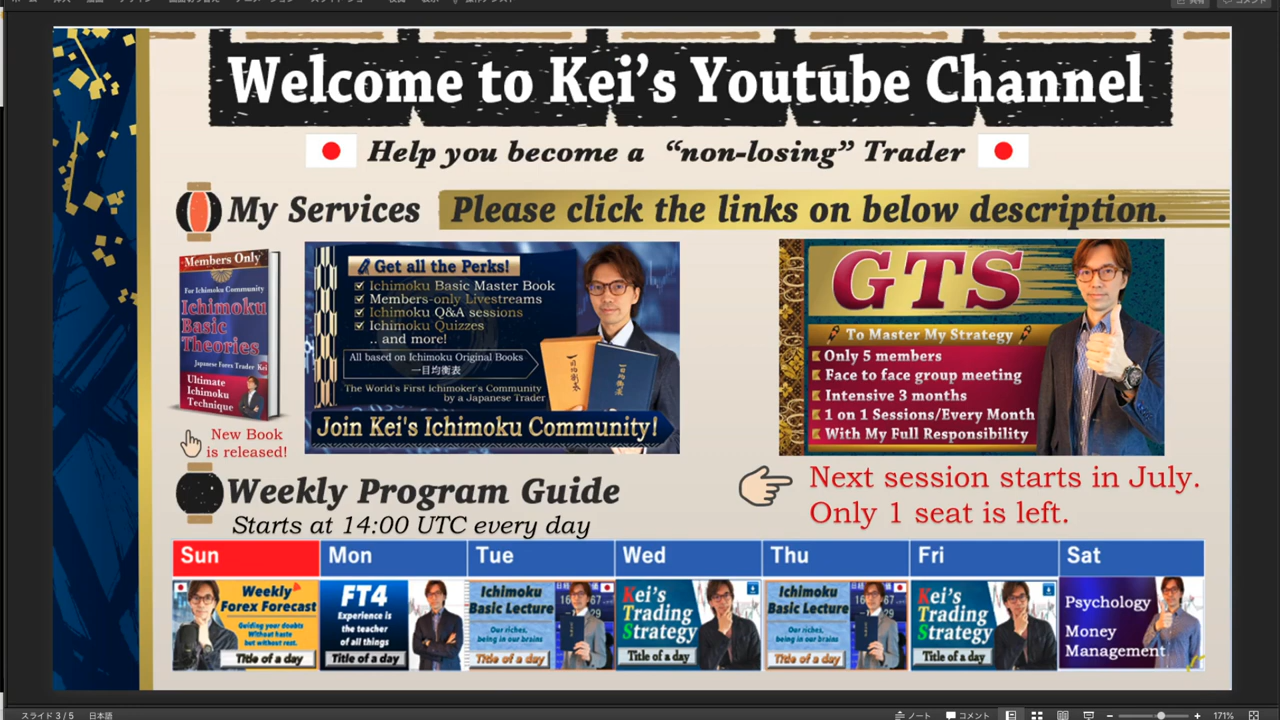 Welcome to Kei's Youtube Channel
Help you become a "non-losing" Trader
My Services
Please click the links on below description.
Members Only
For Ichimoku Community
Ichimoku
Basic
Theories
Japanese Forex Trader Kei
Ultimate
Ichimoku
Technique
New Book
is released!
Get all the Perks!
Ichimoku Basic Master Book
Members-only Livestreams
Ichimoku Q&A sessions
Ichimoku Quizzes
.. and more!
All based on Ichimoku Original Books
一目均衡表
The World's First Ichimoker's Community
by a Japanese Trader
Join Kei's Ichimoku Community!
GTS
To Master My Strategy
Only 5 members
Face to face group meeting
Intensive 3 months
1 on 1 Sessions/Every Month
With My Full Responsibility
Next session starts in July.
Only 1 seat is left.
Weekly Program Guide
Starts at 14:00 UTC every day
Sun
Mon
Tue
Wed
Thu
Fri
Sat
Weekly
Forex Forecast
Guiding your doubts
Without haste
but without rest.
Title of a day
FT4
Experience is
the teacher
of all things
Title of a day
Ichimoku
Basic Lecture
Our riches,
being in our brains
Title of a day
Kei's
Trading
Strategy
Title of a day
Ichimoku
Basic Lecture
Our riches,
being in our brains
Title of a day
Kei's
Trading
Strategy
Title of a day
Psychology
Money
Management
スライド 3 / 5
日本語
ノート
コメント
171%